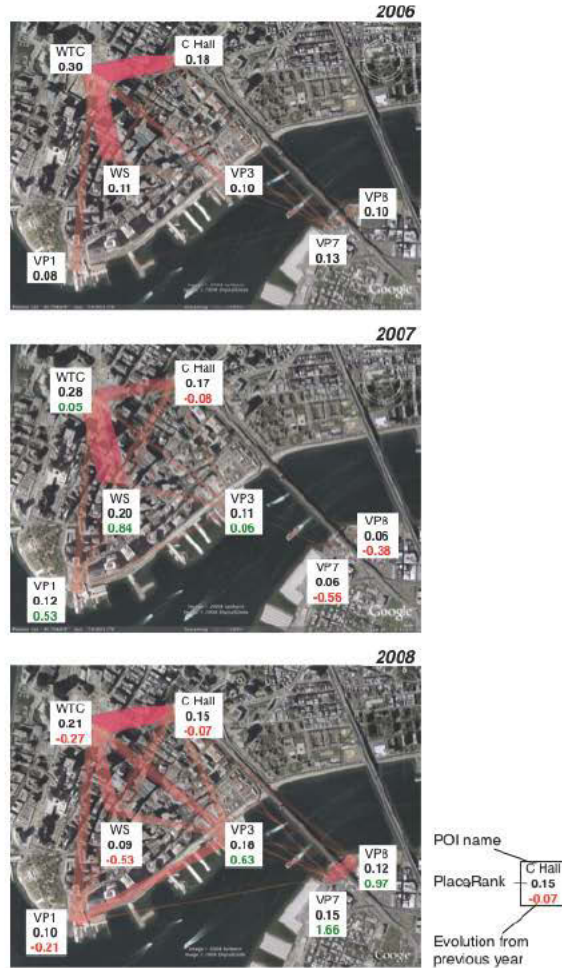 2006
WTC
0.30
C Hall
0.18
WS
0.11
VP3
0.10
VP8
0.10
VP7
0.13
VP1
0.08
Google
2007
WTC
0.28
0.05
C Hall
0.17
-0.08
WS
0.20
0.84
VP3
0.11
0.06
VP8
0.06
-0.38
VP7
0.06
-0.56
VP1
0.12
0.53
Google
2008
WTC
0.21
-0.27
C Hall
0.15
-0.07
WS
0.09
-0.53
VP3
0.18
0.63
VP8
0.12
0.97
VP7
0.15
1.66
VP1
0.10
-0.21
Google
POI name
PlaceRank
C Hall
0.15
-0.07
Evolution from
previous year